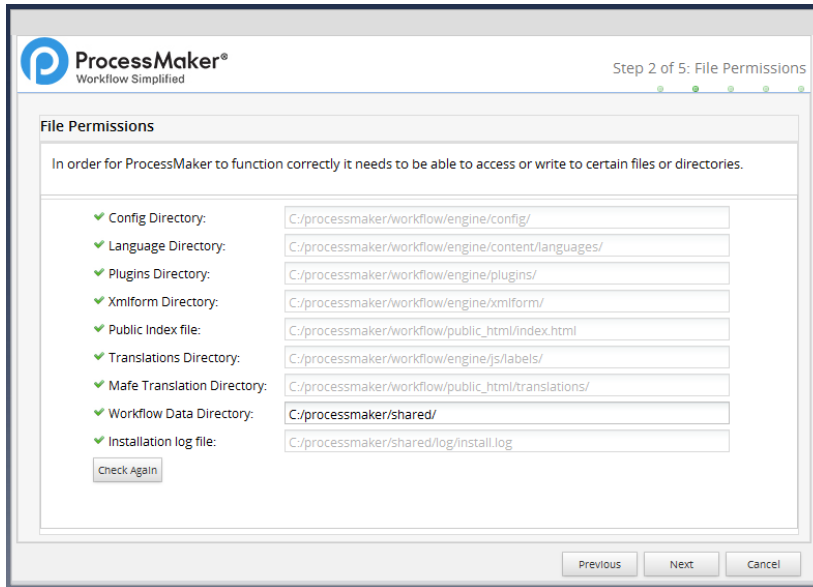 ProcessMaker®
Workflow Simplified
Step 2 of 5: File Permissions
File Permissions
In order for ProcessMaker to function correctly it needs to be able to access or write to certain files or directories.
Config Directory: C:/processmaker/workflow/engine/config/
Language Directory: C:/processmaker/workflow/engine/content/languages/
Plugins Directory: C:/processmaker/workflow/engine/plugins/
Xmlform Directory: C:/processmaker/workflow/engine/xmlform/
Public Index file: C:/processmaker/workflow/public_html/index.html
Translations Directory: C:/processmaker/workflow/engine/js/labels/
Mafe Translation Directory: C:/processmaker/workflow/public_html/translations/
Workflow Data Directory: C:/processmaker/shared/
Installation log file: C:/processmaker/shared/log/install.log
Check Again
Previous Next Cancel